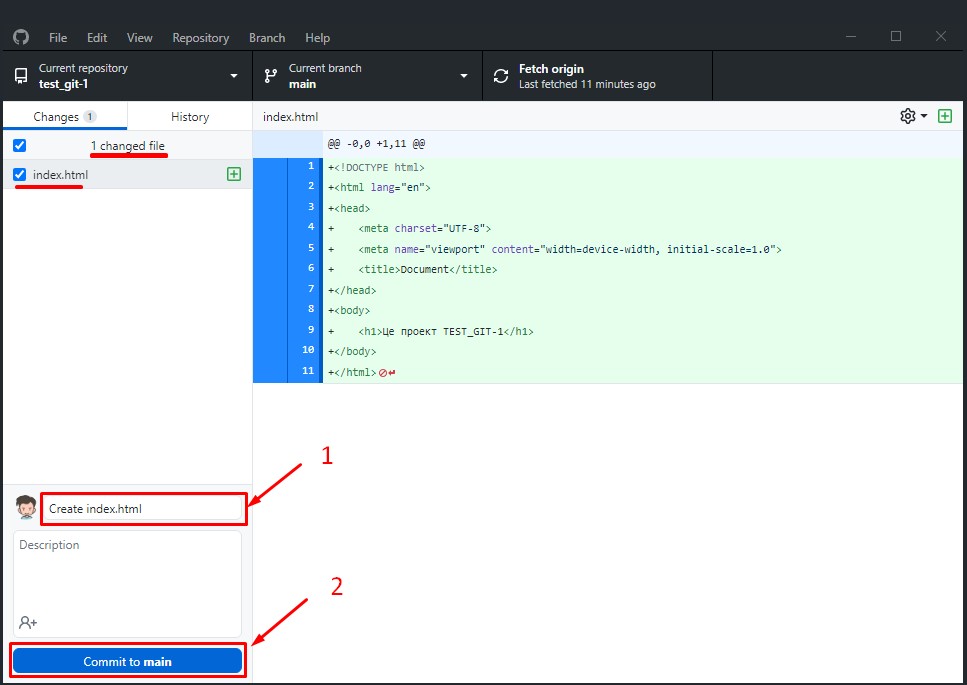 File Edit View Repository Branch Help
Current repository
test_git-1
Current branch
main
Fetch origin
Last fetched 11 minutes ago
Changes 1
History
index.html
1 changed file
index.html
@@ -0,0 +1,11 @@
1 +<!DOCTYPE html>
2 +<html lang="en">
3 +<head>
4 +    <meta charset="UTF-8">
5 +    <meta name="viewport" content="width=device-width, initial-scale=1.0">
6 +    <title>Document</title>
7 +</head>
8 +<body>
9 +    <h1>Це проект TEST_GIT-1</h1>
10 +</body>
11 +</html>
1
Create index.html
Description
2
Commit to main